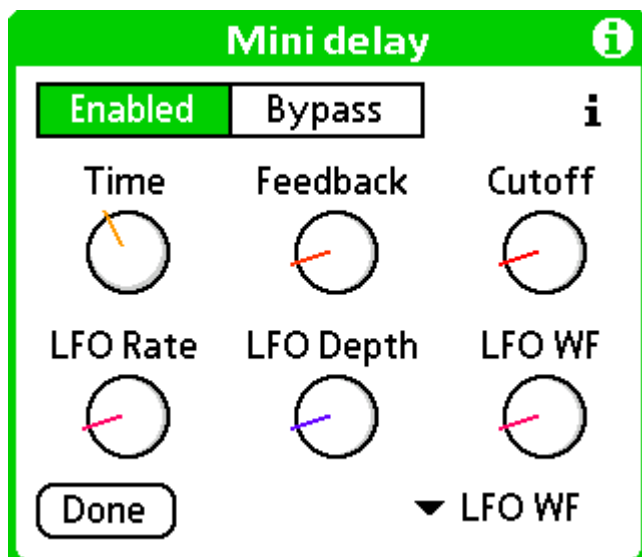 Mini delay
Enabled Bypass i
Time Feedback Cutoff
LFO Rate LFO Depth LFO WF
Done LFO WF